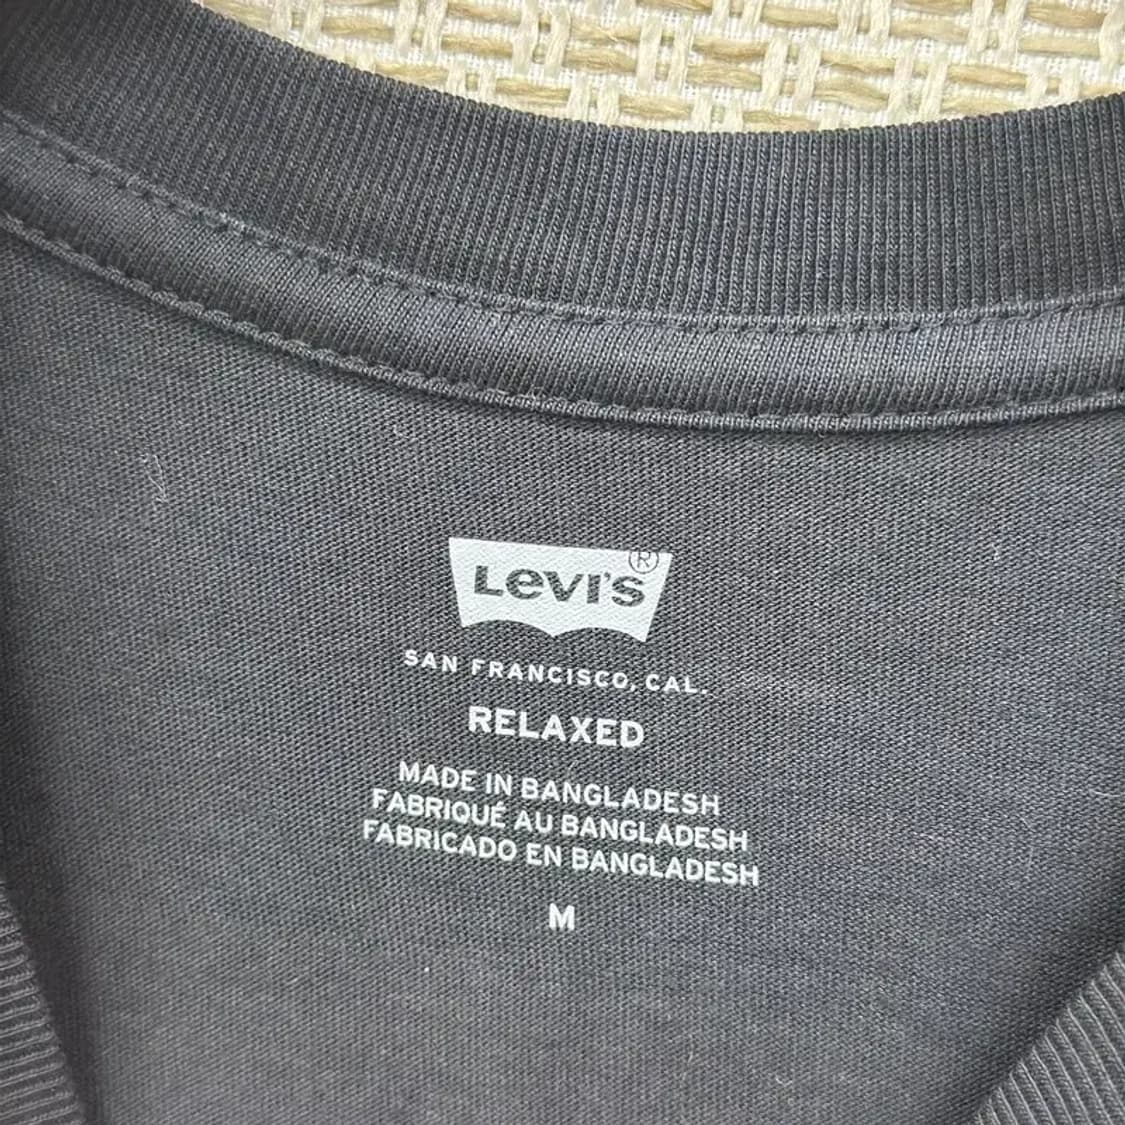 Levi's®
SAN FRANCISCO, CAL.
RELAXED
MADE IN BANGLADESH
FABRIQUÉ AU BANGLADESH
FABRICADO EN BANGLADESH
M